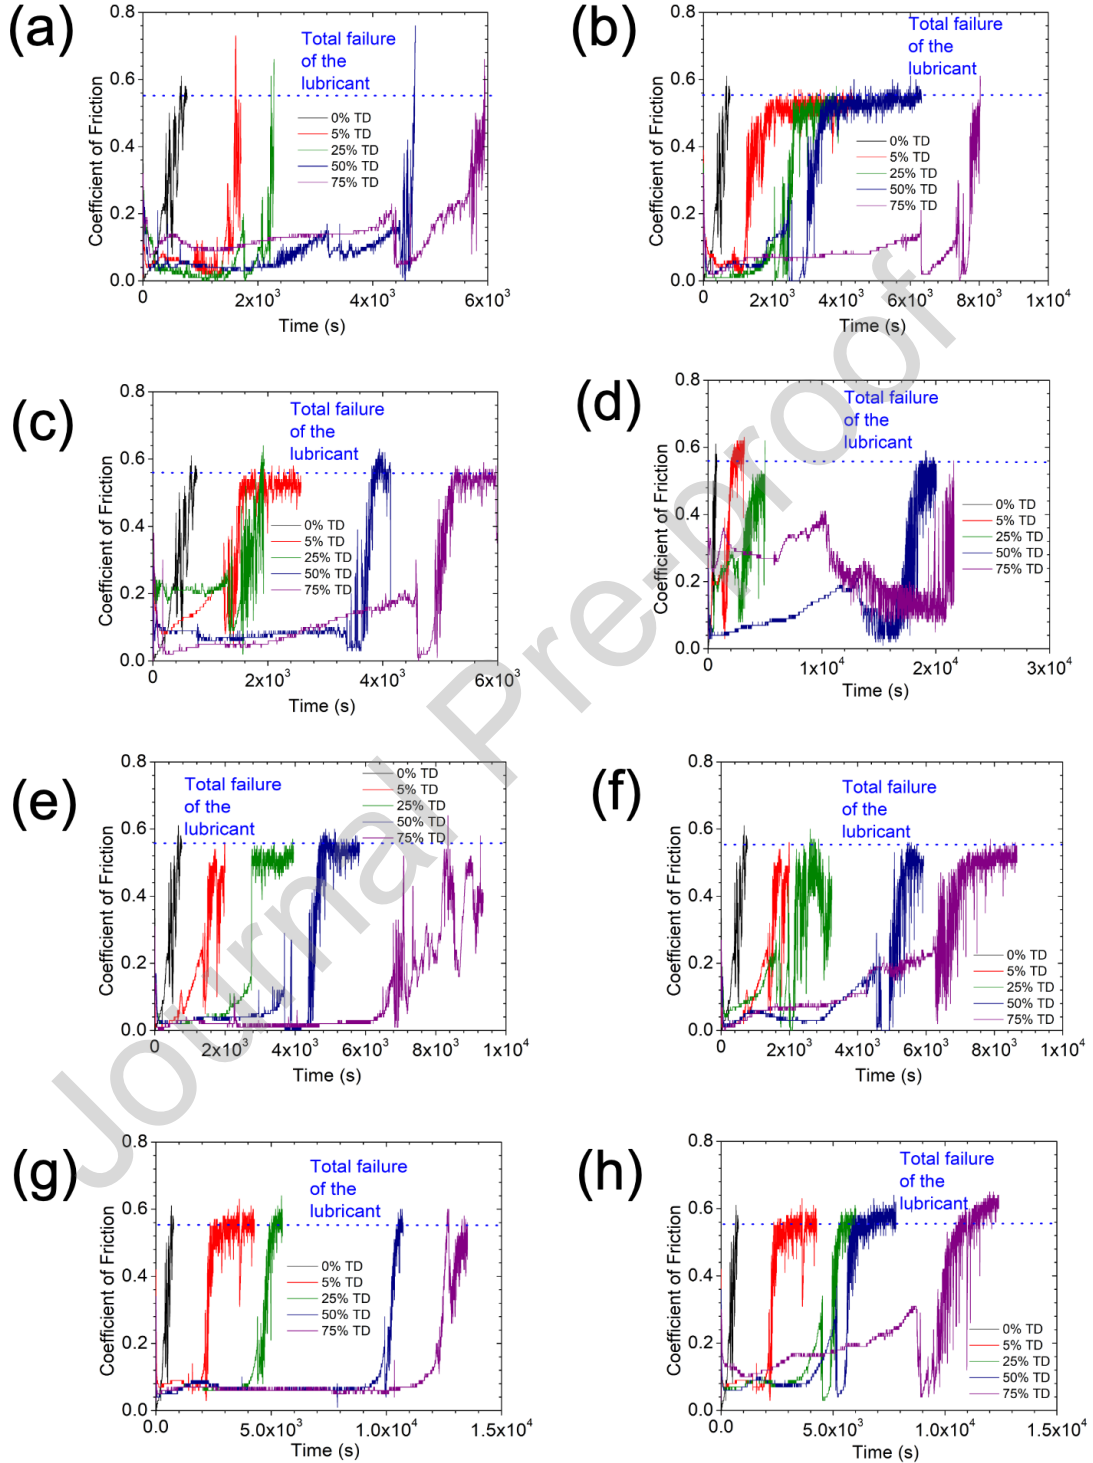 (a)
0.8
0.6
0.4
0.2
0.0
Coefficient of Friction
Total failure
of the
lubricant
0% TD
5% TD
25% TD
50% TD
75% TD
0
2x10³
4x10³
6x10³
Time (s)
(b)
0.8
0.6
0.4
0.2
0.0
Coefficient of Friction
Total failure
of the
lubricant
0% TD
5% TD
25% TD
50% TD
75% TD
0
2x10³
4x10³
6x10³
8x10³
1x10⁴
Time (s)
(c)
0.8
0.6
0.4
0.2
0.0
Coefficient of Friction
Total failure
of the
lubricant
0% TD
5% TD
25% TD
50% TD
75% TD
0
2x10³
4x10³
6x10³
Time (s)
(d)
0.8
0.6
0.4
0.2
0.0
Coefficient of Friction
Total failure
of the
lubricant
0% TD
5% TD
25% TD
50% TD
75% TD
0
1x10⁴
2x10⁴
3x10⁴
Time (s)
(e)
0.8
0.6
0.4
0.2
0.0
Coefficient of Friction
Total failure
of the
lubricant
0% TD
5% TD
25% TD
50% TD
75% TD
0
2x10³
4x10³
6x10³
8x10³
1x10⁴
Time (s)
(f)
0.8
0.6
0.4
0.2
0.0
Coefficient of Friction
Total failure
of the
lubricant
0% TD
5% TD
25% TD
50% TD
75% TD
0
2x10³
4x10³
6x10³
8x10³
1x10⁴
Time (s)
(g)
0.8
0.6
0.4
0.2
0.0
Coefficient of Friction
Total failure
of the
lubricant
0% TD
5% TD
25% TD
50% TD
75% TD
0.0
5.0x10³
1.0x10⁴
1.5x10⁴
Time (s)
(h)
0.8
0.6
0.4
0.2
0.0
Coefficient of Friction
Total failure
of the
lubricant
0% TD
5% TD
25% TD
50% TD
75% TD
0.0
5.0x10³
1.0x10⁴
1.5x10⁴
Time (s)
Journal Pre-proof